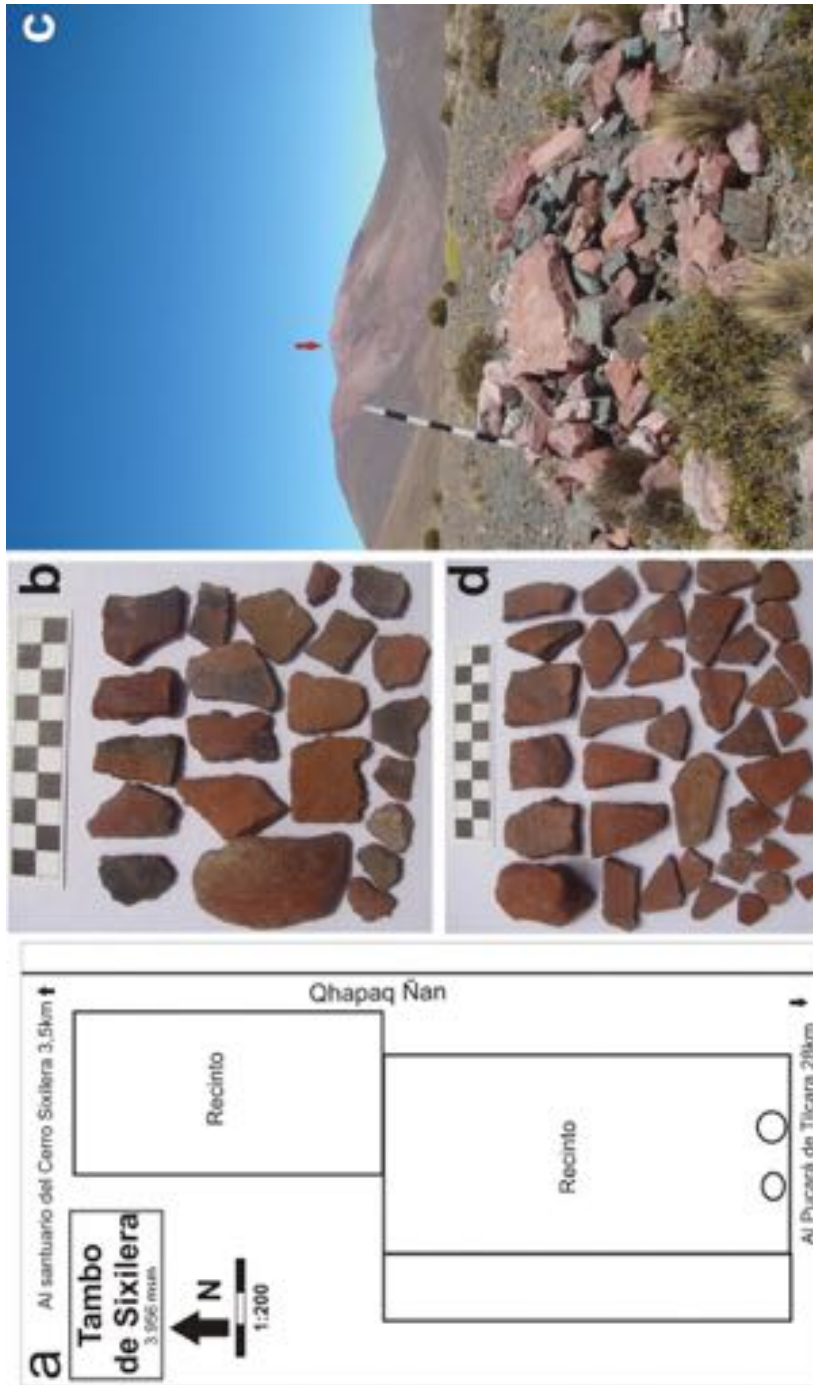 a
Al santuario del Cerro Sixilera 3,5km
Tambo
de Sixilera
3.956 msnm
N
1:200
Recinto
Recinto
Qhapaq Ñan
Al Pucará de Tilcara 28km
b
c
d